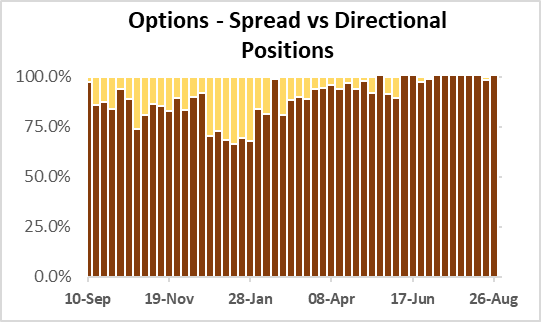 Options - Spread vs Directional
Positions
100.0%
75.0%
50.0%
25.0%
0.0%
10-Sep 19-Nov 28-Jan 08-Apr 17-Jun 26-Aug